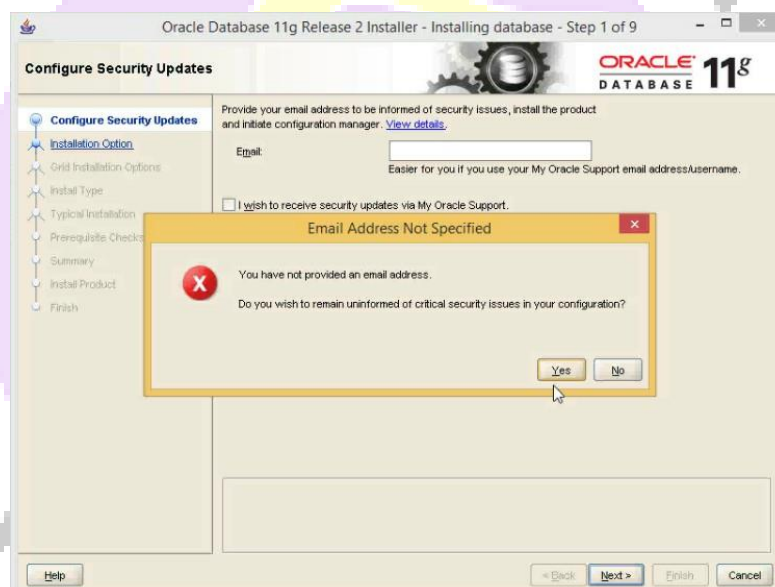 Oracle Database 11g Release 2 Installer - Installing database - Step 1 of 9
Configure Security Updates
ORACLE
DATABASE 11g
Configure Security Updates
Installation Option
Grid Installation Options
Install Type
Typical Installation
Prerequisite Checks
Summary
Install Product
Finish
Provide your email address to be informed of security issues, install the product
and initiate configuration manager. View details.
Email:
Easier for you if you use your My Oracle Support email address/username.
I wish to receive security updates via My Oracle Support.
Email Address Not Specified
You have not provided an email address.
Do you wish to remain uninformed of critical security issues in your configuration?
Yes No
Help < Back Next > Finish Cancel